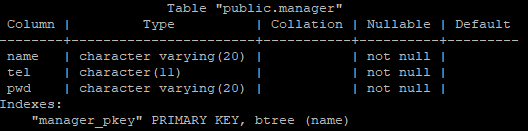 Table "public.manager"
Column | Type | Collation | Nullable | Default
--------+-----------------------+-----------+----------+---------
name | character varying(20) | | not null |
tel | character(11) | | not null |
pwd | character varying(20) | | not null |
Indexes:
"manager_pkey" PRIMARY KEY, btree (name)